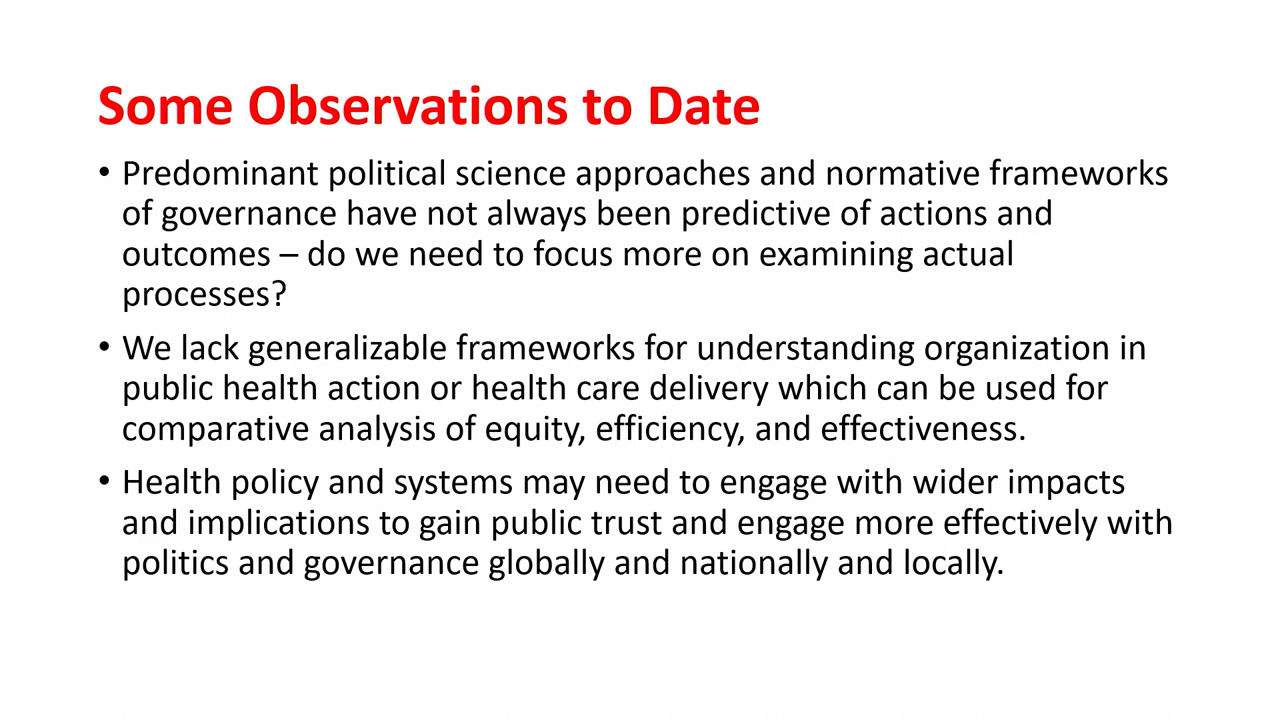 Some Observations to Date
• Predominant political science approaches and normative frameworks
of governance have not always been predictive of actions and
outcomes – do we need to focus more on examining actual
processes?
• We lack generalizable frameworks for understanding organization in
public health action or health care delivery which can be used for
comparative analysis of equity, efficiency, and effectiveness.
• Health policy and systems may need to engage with wider impacts
and implications to gain public trust and engage more effectively with
politics and governance globally and nationally and locally.